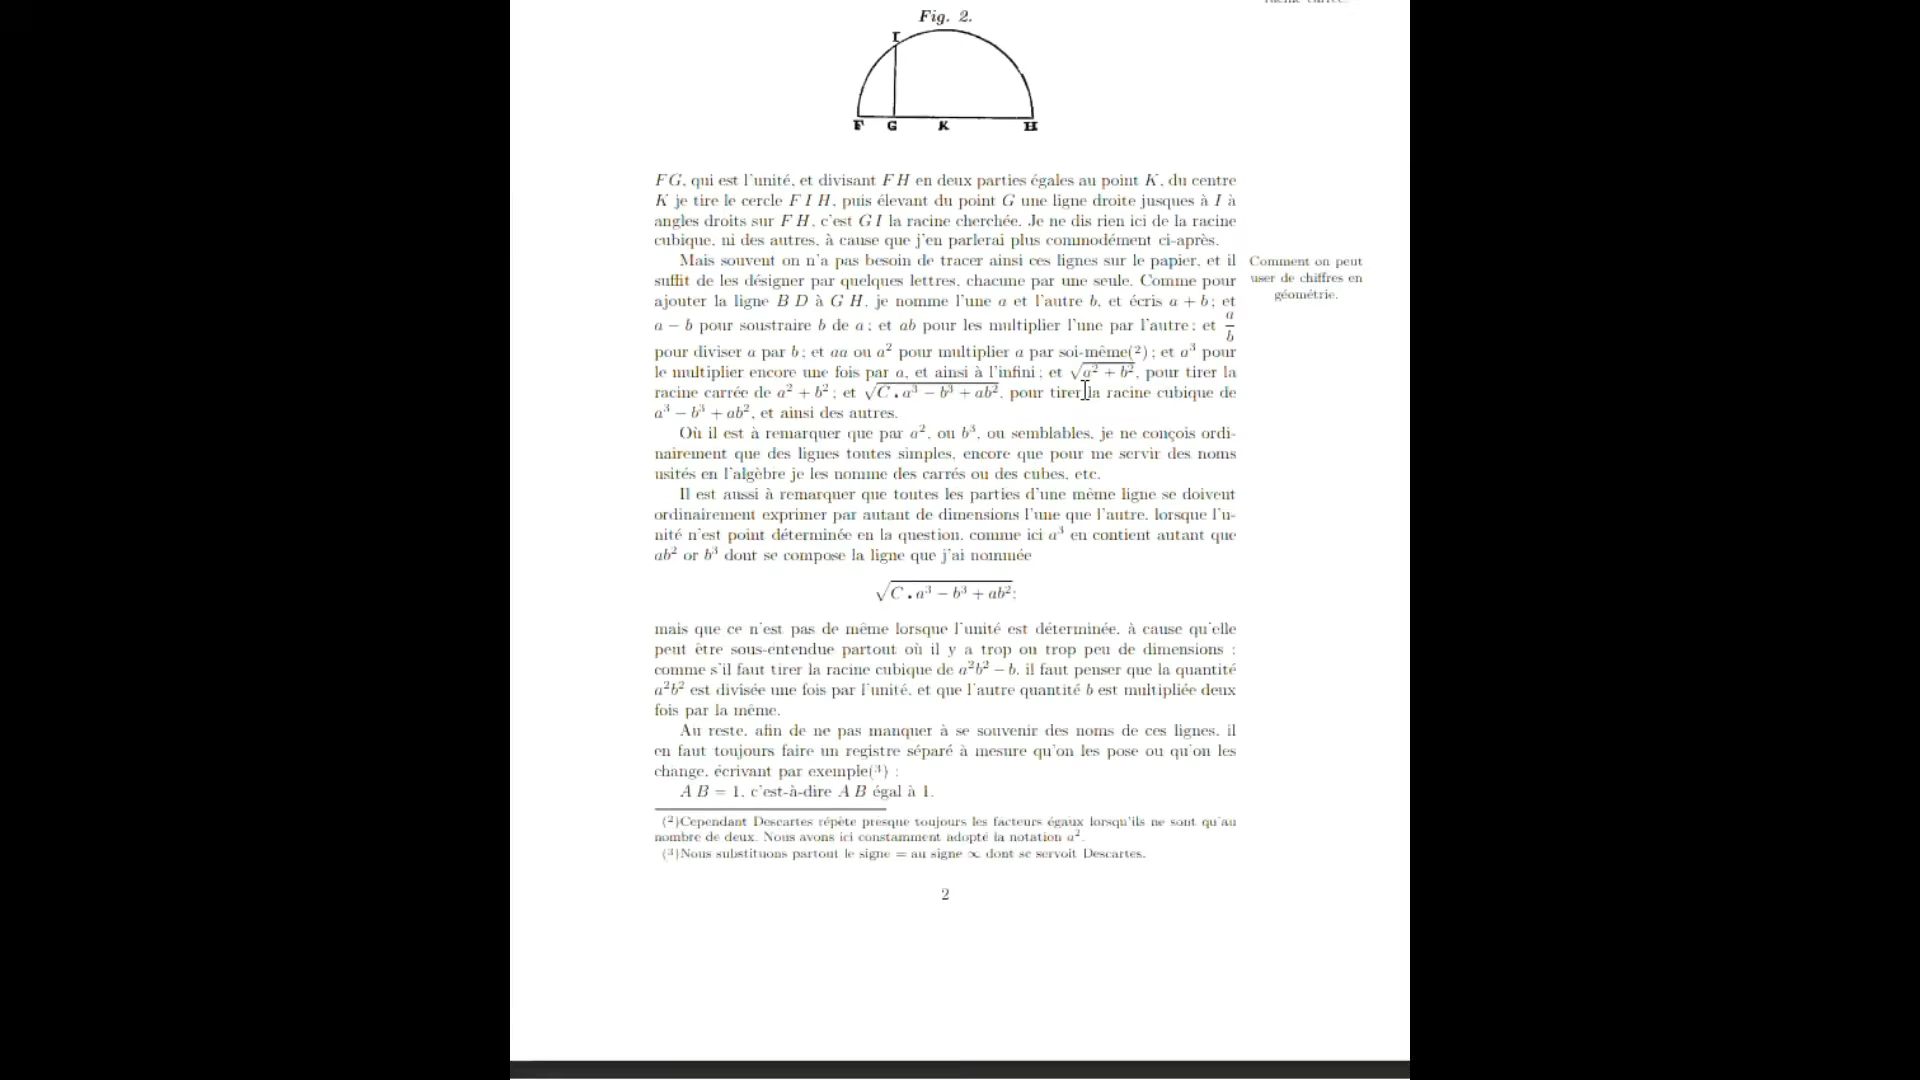 Fig. 2.
I
F G K H
F G, qui est l'unité, et divisant F H en deux parties égales au point K, du centre
K je tire le cercle F I H, puis élevant du point G une ligne droite jusques à I à
angles droits sur F H, c'est G I la racine cherchée. Je ne dis rien ici de la racine
cubique, ni des autres, à cause que j'en parlerai plus commodément ci-après.
Mais souvent on n'a pas besoin de tracer ainsi ces lignes sur le papier, et il
suffit de les désigner par quelques lettres, chacune par une seule. Comme pour
ajouter la ligne B D à G H, je nomme l'une a et l'autre b, et écris a + b ; et
a − b pour soustraire b de a ; et ab pour les multiplier l'une par l'autre ; et a/b
pour diviser a par b ; et aa ou a² pour multiplier a par soi-même(²) ; et a³ pour
le multiplier encore une fois par a, et ainsi à l'infini ; et √(a² + b²), pour tirer la
racine carrée de a² + b² ; et √(C . a³ − b³ + ab²), pour tirer la racine cubique de
a³ − b³ + ab², et ainsi des autres.
Comment on peut
user de chiffres en
géométrie.
Où il est à remarquer que par a², ou b³, ou semblables, je ne conçois ordi-
nairement que des lignes toutes simples, encore que pour me servir des noms
usités en l'algèbre je les nomme des carrés ou des cubes, etc.
Il est aussi à remarquer que toutes les parties d'une même ligne se doivent
ordinairement exprimer par autant de dimensions l'une que l'autre, lorsque l'u-
nité n'est point déterminée en la question, comme ici a³ en contient autant que
ab² or b³ dont se compose la ligne que j'ai nommée
√(C . a³ − b³ + ab²);
mais que ce n'est pas de même lorsque l'unité est déterminée, à cause qu'elle
peut être sous-entendue partout où il y a trop ou trop peu de dimensions :
comme s'il faut tirer la racine cubique de a²b² − b, il faut penser que la quantité
a²b² est divisée une fois par l'unité, et que l'autre quantité b est multipliée deux
fois par la même.
Au reste, afin de ne pas manquer à se souvenir des noms de ces lignes, il
en faut toujours faire un registre séparé à mesure qu'on les pose ou qu'on les
change, écrivant par exemple(³) :
A B = 1, c'est-à-dire A B égal à 1.
(²)Cependant Descartes répète presque toujours les facteurs égaux lorsqu'ils ne sont qu'au
nombre de deux. Nous avons ici constamment adopté la notation a².
(³)Nous substituons partout le signe = au signe ∝ dont se servoit Descartes.
2